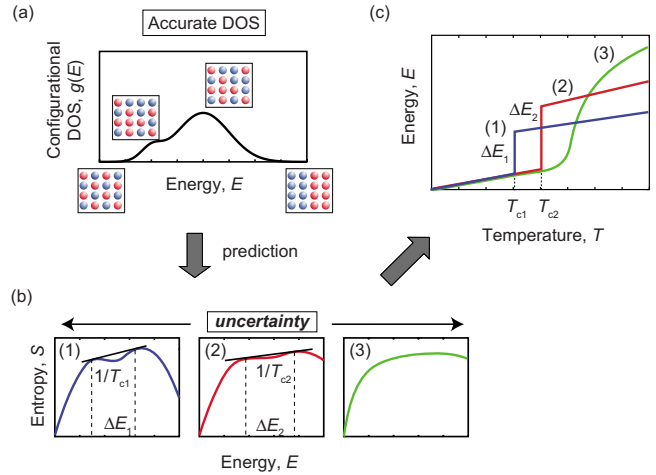 (a)
Accurate DOS
Configurational
DOS, g(E)
Energy, E
prediction
(b)
uncertainty
Entropy, S
(1)
1/Tc1
ΔE1
(2)
1/Tc2
ΔE2
(3)
Energy, E
(c)
Energy, E
(1)
(2)
(3)
ΔE1
ΔE2
Tc1
Tc2
Temperature, T